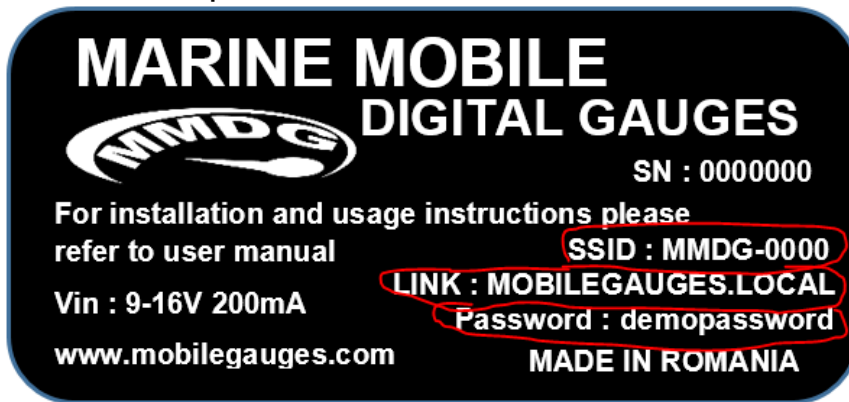 MARINE MOBILE
DIGITAL GAUGES
MMDG
SN : 0000000
For installation and usage instructions please
refer to user manual
SSID : MMDG-0000
LINK : MOBILEGAUGES.LOCAL
Vin : 9-16V 200mA
Password : demopassword
www.mobilegauges.com
MADE IN ROMANIA